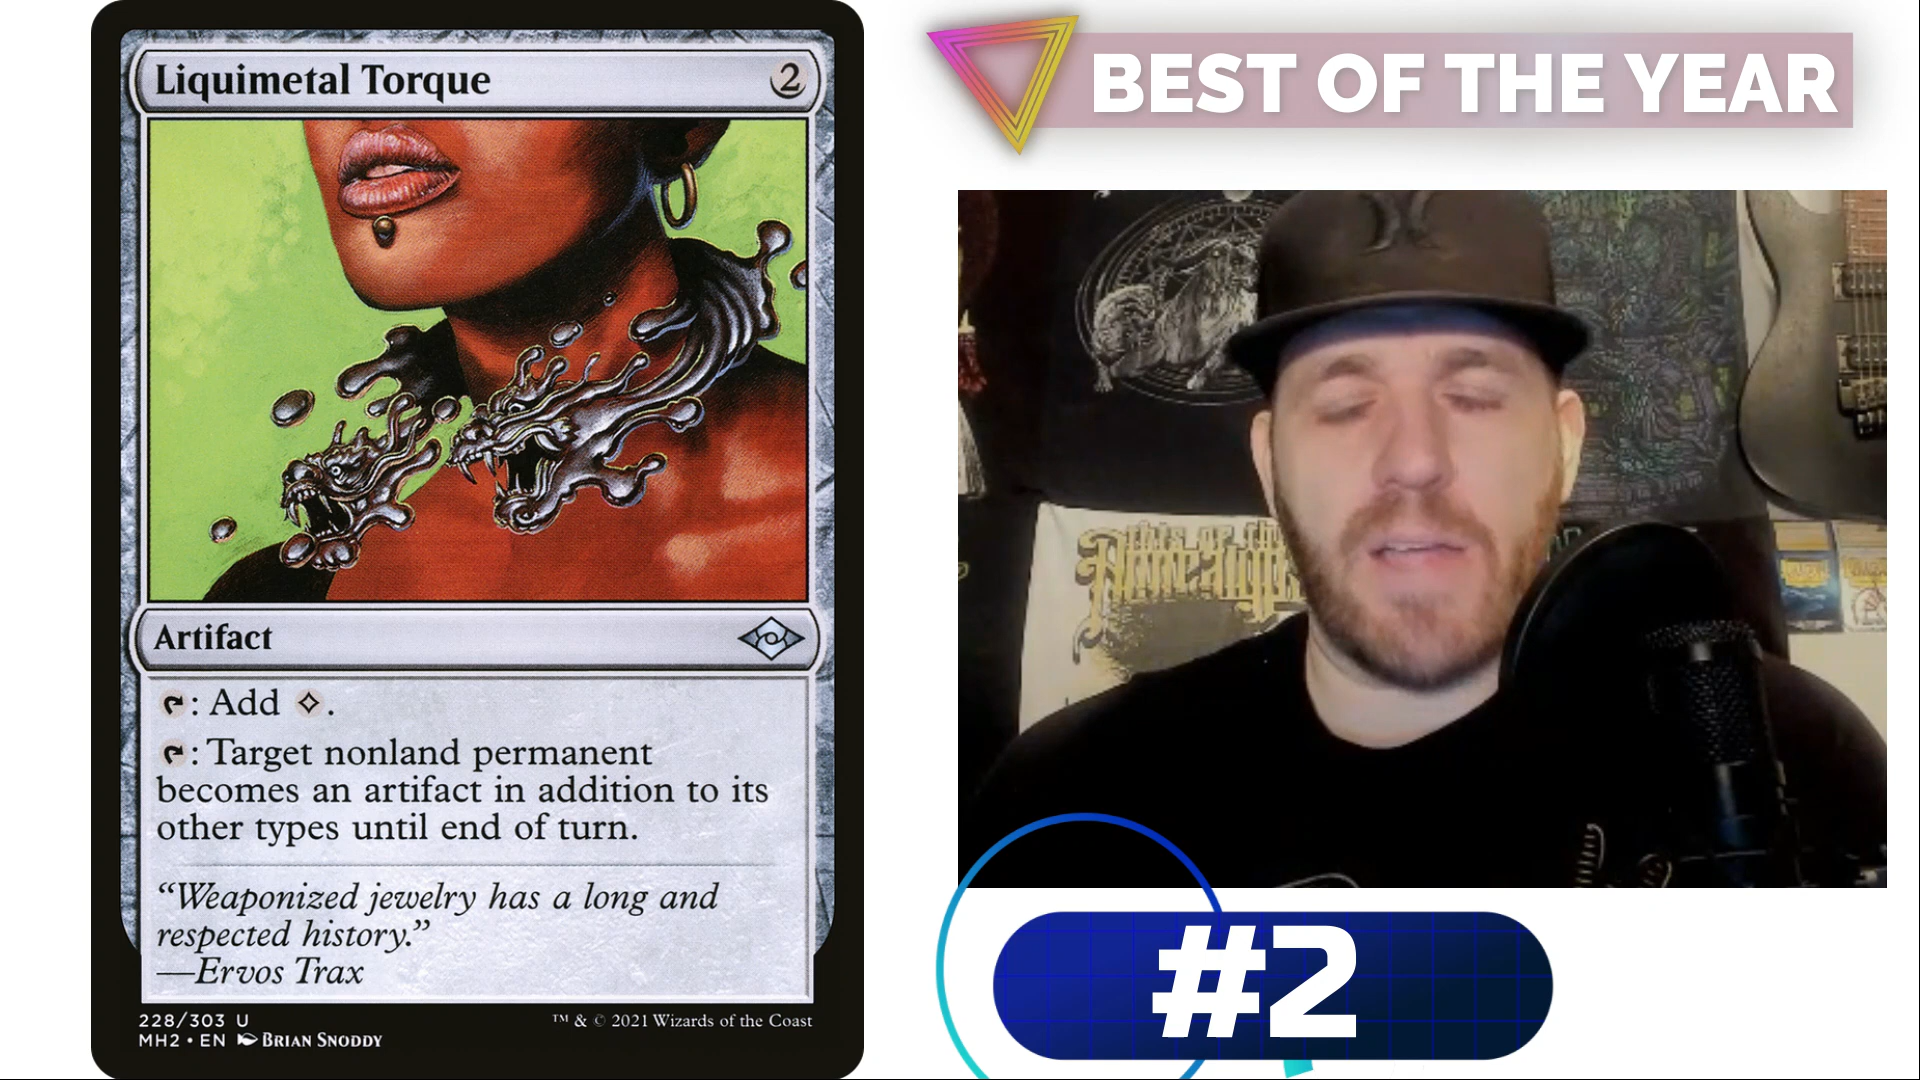 Liquimetal Torque 2
Artifact
: Add .
: Target nonland permanent
becomes an artifact in addition to its
other types until end of turn.
“Weaponized jewelry has a long and
respected history.”
—Ervos Trax
228/303 U
MH2 • EN BRIAN SNODDY
™ & © 2021 Wizards of the Coast
BEST OF THE YEAR
#2